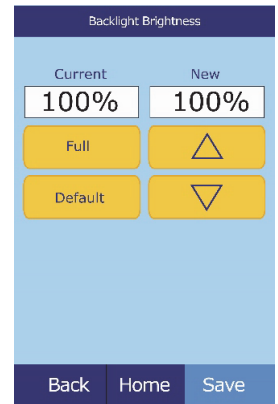 Backlight Brightness
Current New
100% 100%
Full
Default
Back Home Save